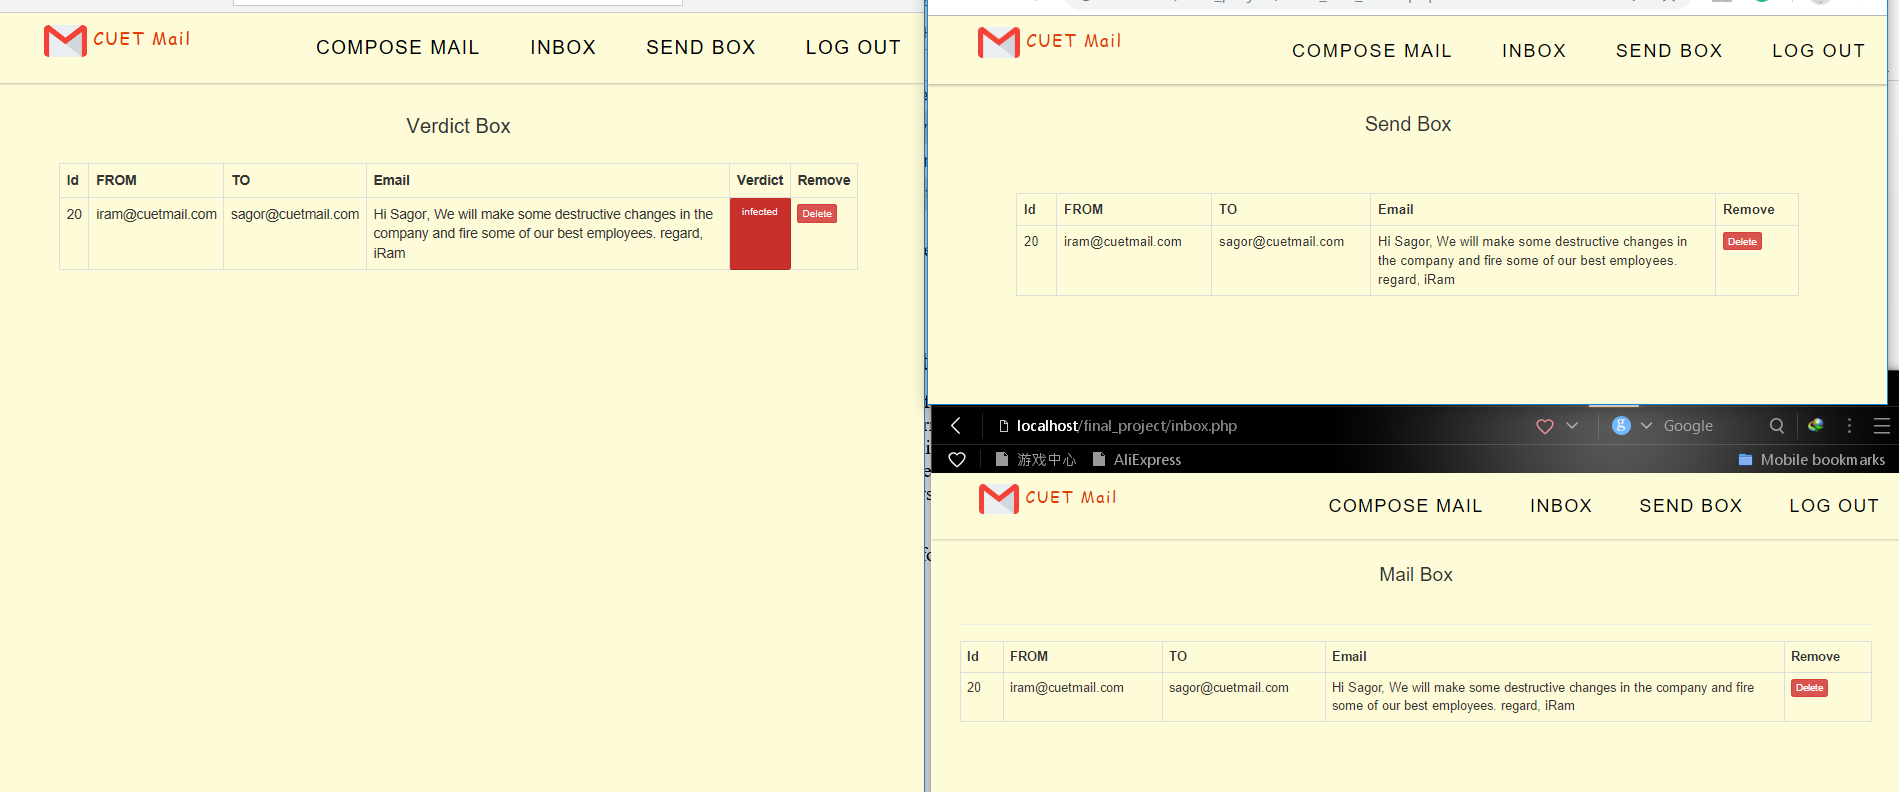 CUET Mail
COMPOSE MAIL INBOX SEND BOX LOG OUT
Verdict Box
Id FROM TO Email Verdict Remove
20 iram@cuetmail.com sagor@cuetmail.com Hi Sagor, We will make some destructive changes in the infected Delete
company and fire some of our best employees. regard,
iRam
CUET Mail
COMPOSE MAIL INBOX SEND BOX LOG OUT
Send Box
Id FROM TO Email Remove
20 iram@cuetmail.com sagor@cuetmail.com Hi Sagor, We will make some destructive changes in Delete
the company and fire some of our best employees.
regard, iRam
localhost/final_project/inbox.php g Google
游戏中心 AliExpress Mobile bookmarks
CUET Mail
COMPOSE MAIL INBOX SEND BOX LOG OUT
Mail Box
Id FROM TO Email Remove
20 iram@cuetmail.com sagor@cuetmail.com Hi Sagor, We will make some destructive changes in the company and fire Delete
some of our best employees. regard, iRam